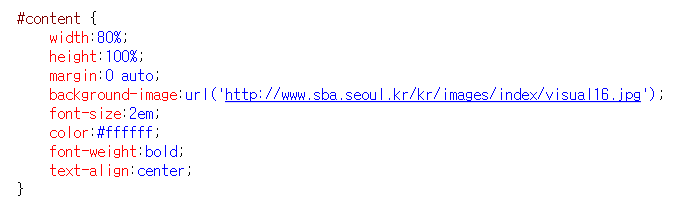 #content {
width:80%;
height:100%;
margin:0 auto;
background-image:url('http://www.sba.seoul.kr/kr/images/index/visual16.jpg');
font-size:2em;
color:#ffffff;
font-weight:bold;
text-align:center;
}